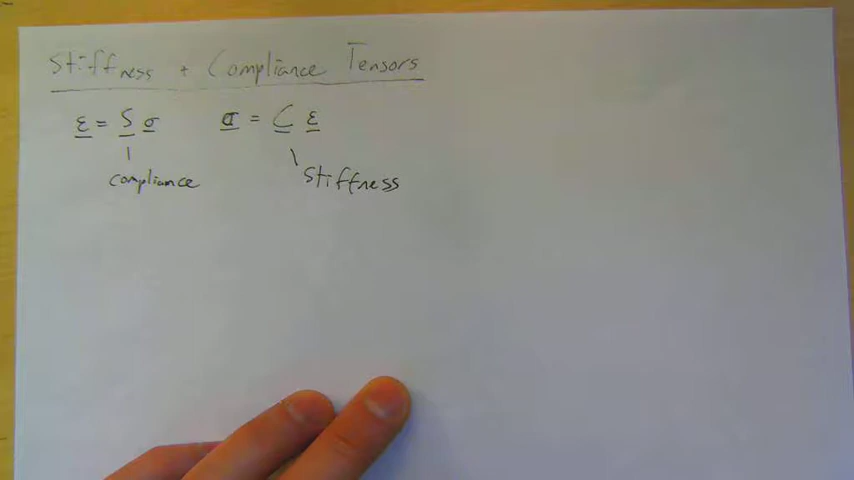 Stiffness + Compliance Tensors
ε = S σ    σ = C ε
compliance    Stiffness